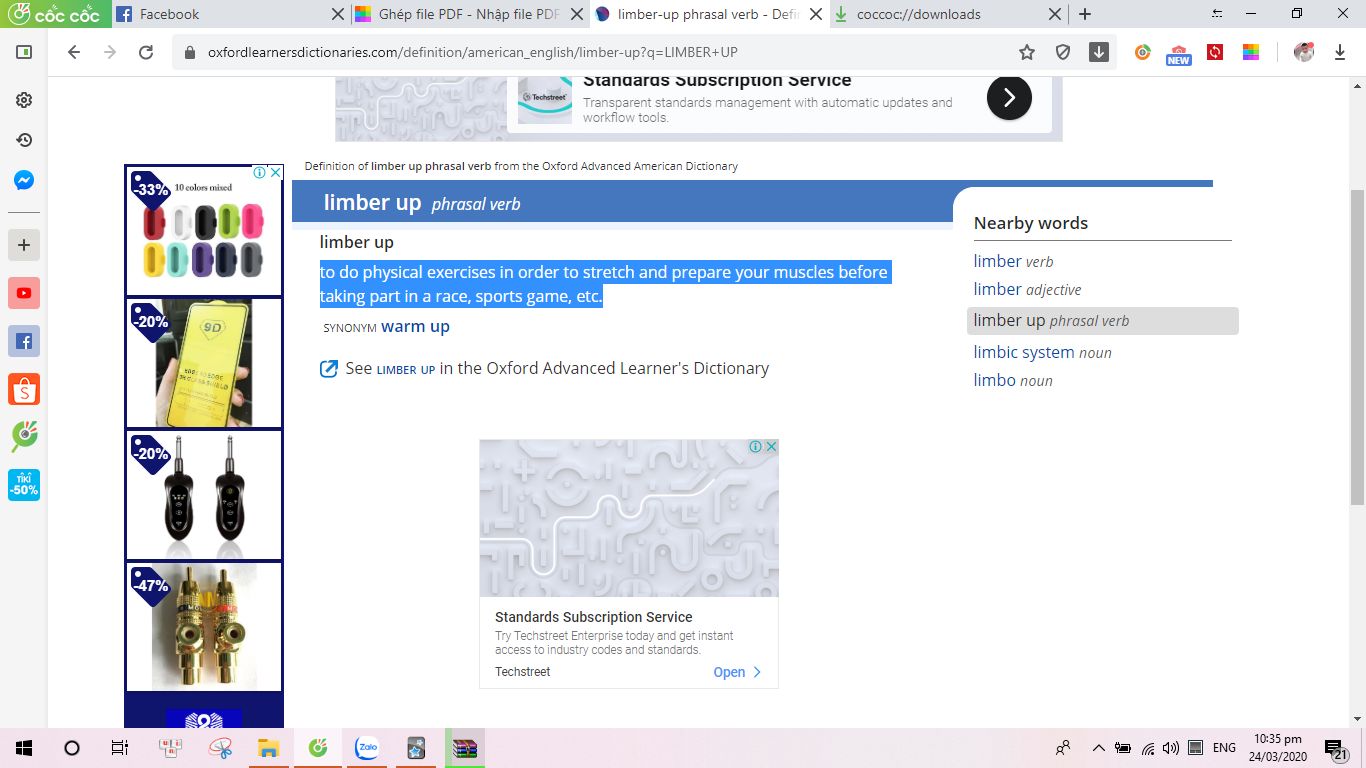 cốc cốc
Facebook
Ghép file PDF - Nhập file PDF
limber-up phrasal verb - Defi
coccoc://downloads
oxfordlearnersdictionaries.com/definition/american_english/limber-up?q=LIMBER+UP
NEW
Techstreet
Standards Subscription Service
Transparent standards management with automatic updates and
workflow tools.
Definition of limber up phrasal verb from the Oxford Advanced American Dictionary
limber up phrasal verb
limber up
to do physical exercises in order to stretch and prepare your muscles before
taking part in a race, sports game, etc.
SYNONYM warm up
See LIMBER UP in the Oxford Advanced Learner's Dictionary
Nearby words
limber verb
limber adjective
limber up phrasal verb
limbic system noun
limbo noun
-33%
10 colors mixed
-20%
9D
-20%
-47%
TIKI
-50%
Standards Subscription Service
Try Techstreet Enterprise today and get instant
access to industry codes and standards.
Techstreet
Open
Zalo
ENG
10:35 pm
24/03/2020
21